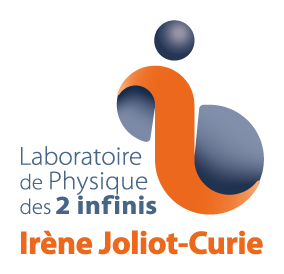 Laboratoire
de Physique
des 2 infinis
Irène Joliot-Curie